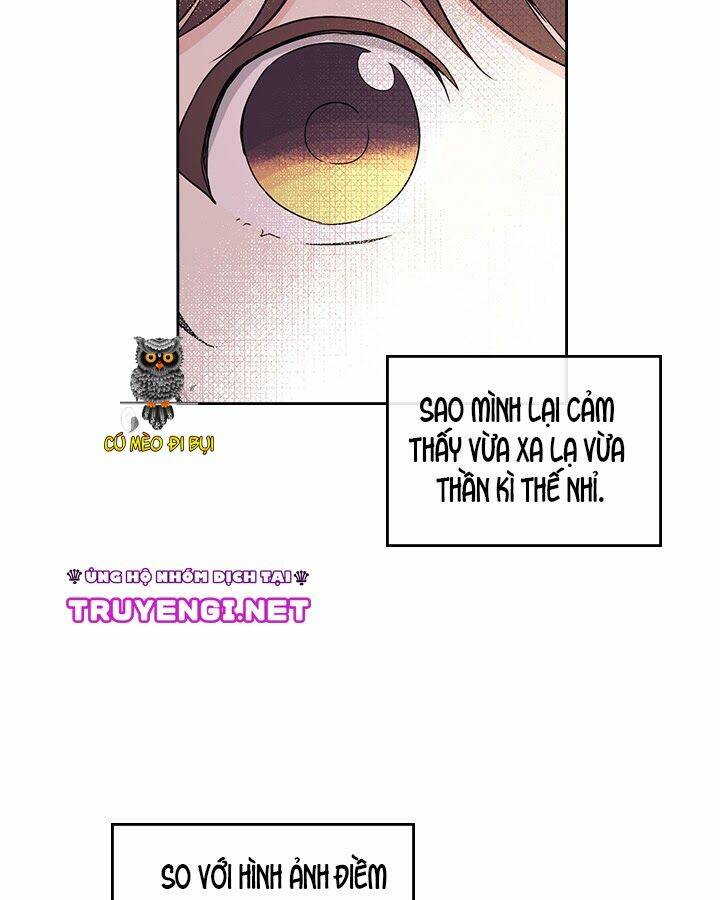 SAO MÌNH LẠI CẢM
THẤY VỪA XA LẠ VỪA
THẦN KÌ THẾ NHỈ.
CÚ MÈO ĐI BỤI
ỦNG HỘ NHÓM DỊCH TẠI
TRUYENGI.NET
SO VỚI HÌNH ẢNH ĐIỀM